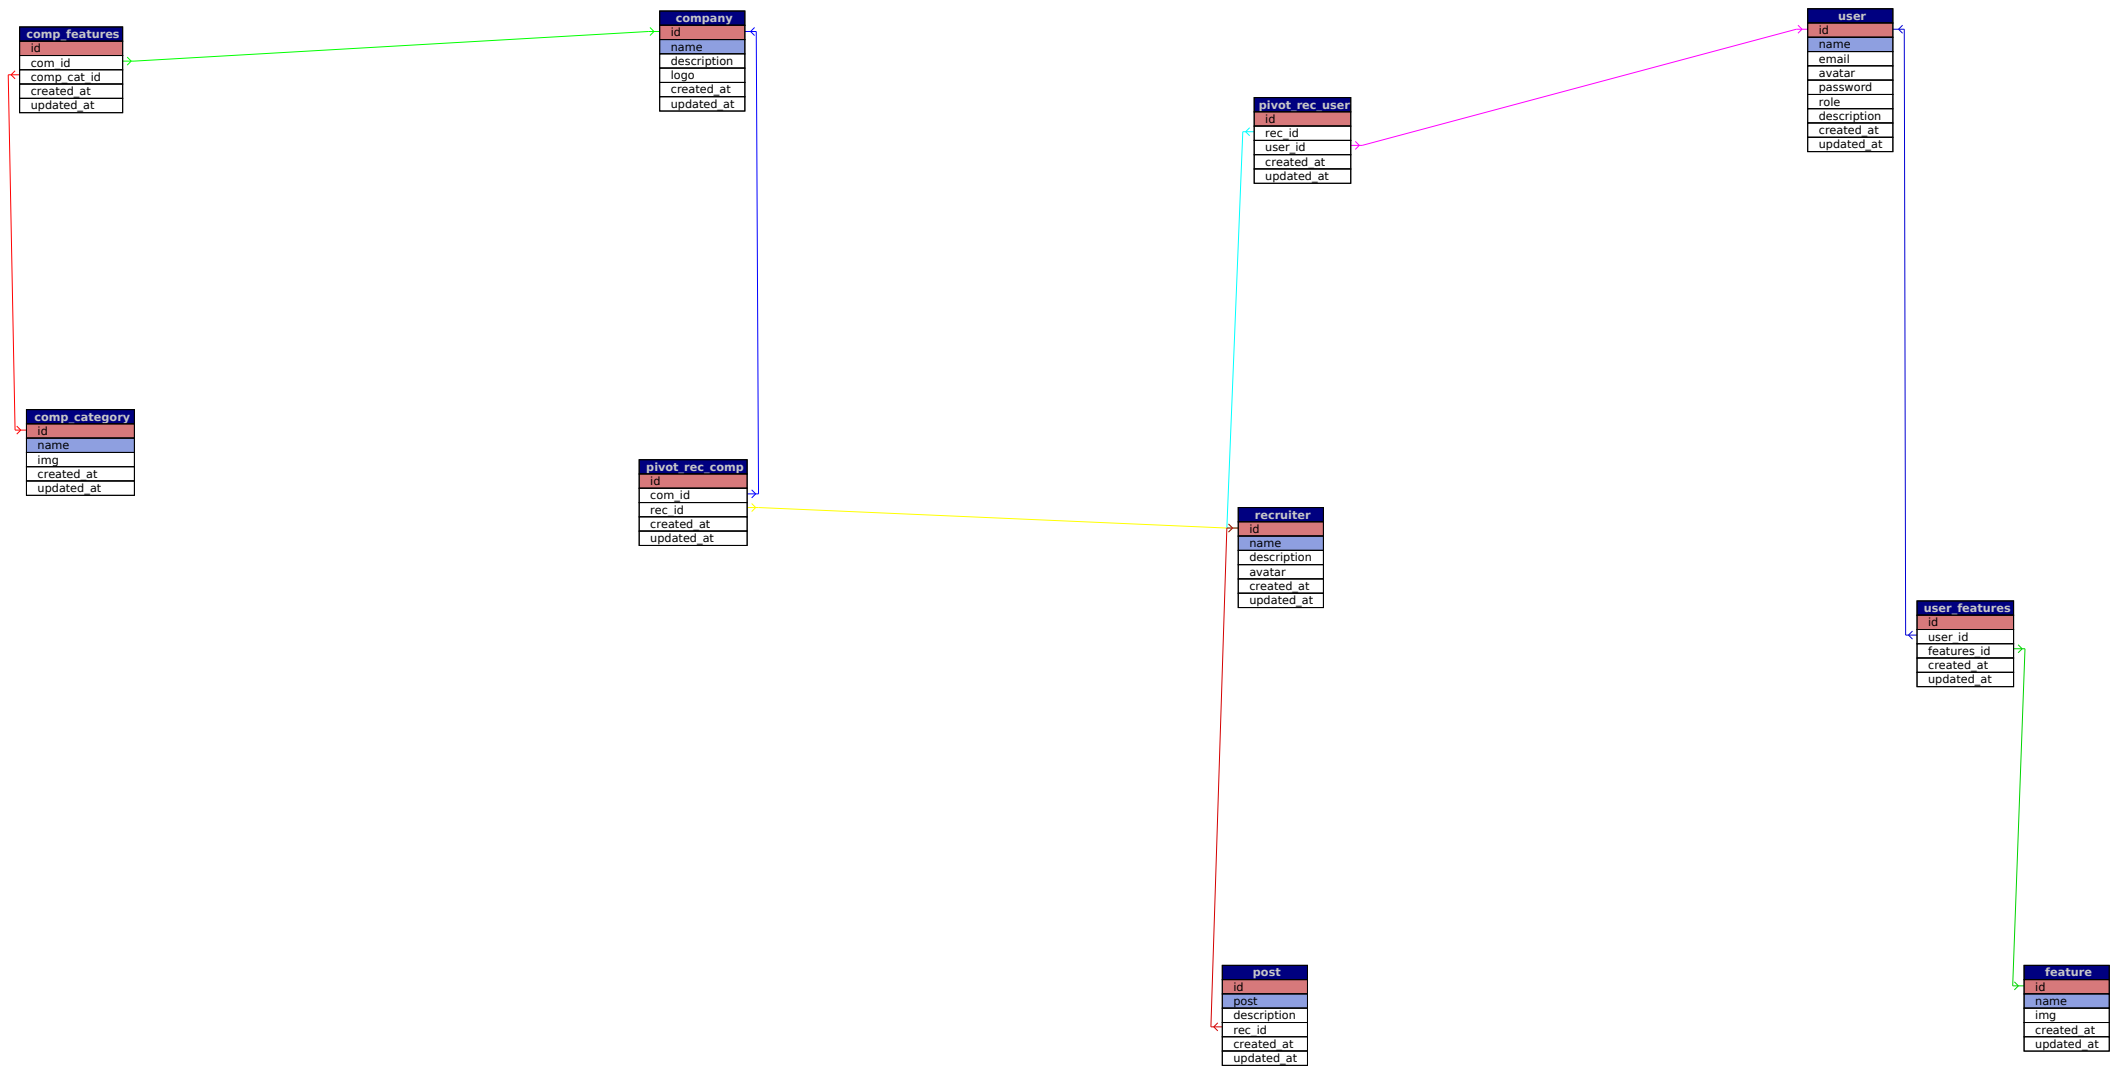 comp_features
id
com_id
comp_cat_id
created_at
updated_at
company
id
name
description
logo
created_at
updated_at
user
id
name
email
avatar
password
role
description
created_at
updated_at
pivot_rec_user
id
rec_id
user_id
created_at
updated_at
comp_category
id
name
img
created_at
updated_at
pivot_rec_comp
id
com_id
rec_id
created_at
updated_at
recruiter
id
name
description
avatar
created_at
updated_at
user_features
id
user_id
features_id
created_at
updated_at
post
id
post
description
rec_id
created_at
updated_at
feature
id
name
img
created_at
updated_at